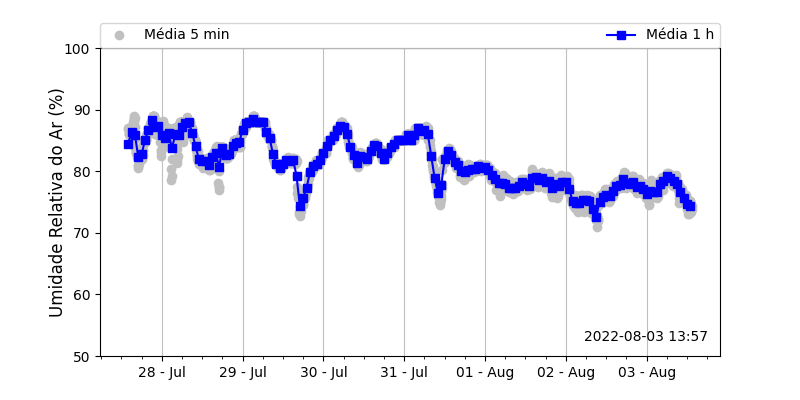 Média 5 min
Média 1 h
Umidade Relativa do Ar (%)
100
90
80
70
60
50
2022-08-03 13:57
28 - Jul
29 - Jul
30 - Jul
31 - Jul
01 - Aug
02 - Aug
03 - Aug